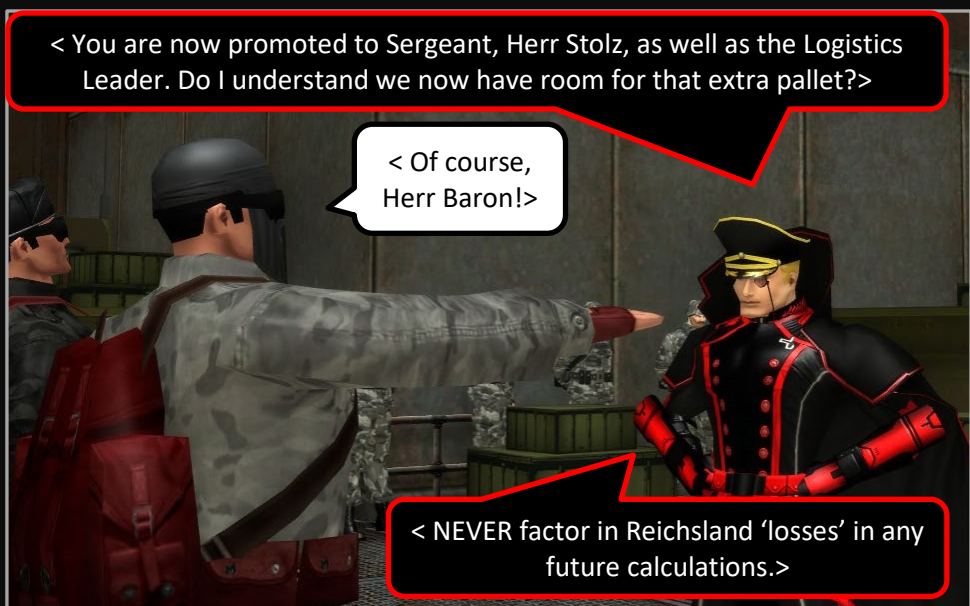 < You are now promoted to Sergeant, Herr Stolz, as well as the Logistics
Leader. Do I understand we now have room for that extra pallet?>
< Of course,
Herr Baron!>
< NEVER factor in Reichsland ‘losses’ in any
future calculations.>